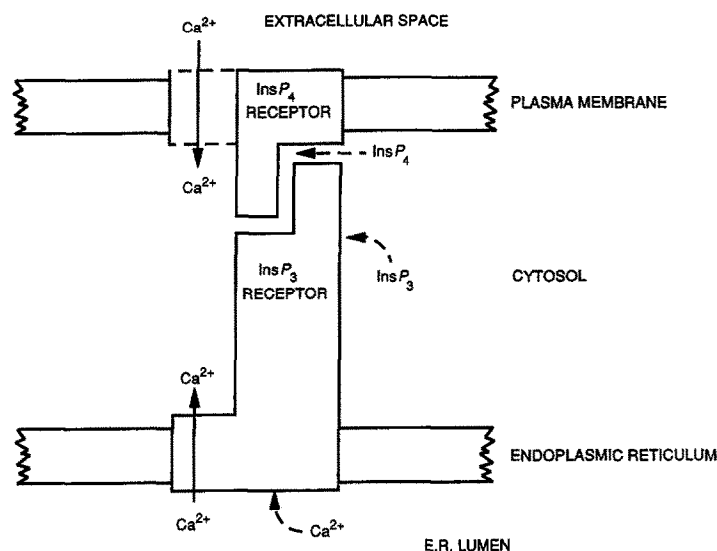 EXTRACELLULAR SPACE
Ca2+
InsP4
RECEPTOR
PLASMA MEMBRANE
InsP4
Ca2+
InsP3
RECEPTOR
InsP3
CYTOSOL
Ca2+
ENDOPLASMIC RETICULUM
Ca2+
Ca2+
E.R. LUMEN